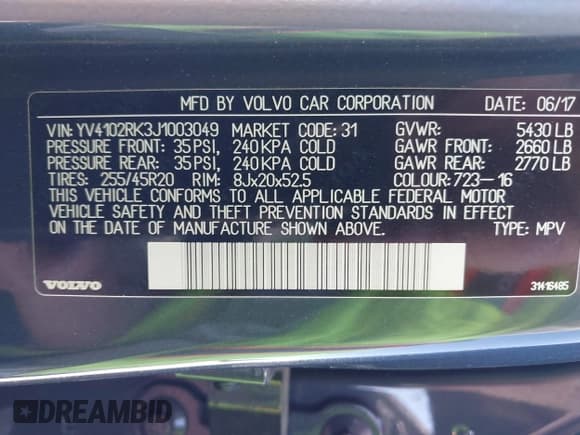 MFD BY VOLVO CAR CORPORATION DATE: 06/17
VIN: YV4102RK3J1003049 MARKET CODE: 31 GVWR: 5430 LB
PRESSURE FRONT: 35 PSI, 240 KPA COLD GAWR FRONT: 2660 LB
PRESSURE REAR: 35 PSI, 240 KPA COLD GAWR REAR: 2770 LB
TIRES: 255/45R20 RIM: 8Jx20x52.5 COLOUR: 723-16
THIS VEHICLE CONFORMS TO ALL APPLICABLE FEDERAL MOTOR
VEHICLE SAFETY AND THEFT PREVENTION STANDARDS IN EFFECT
ON THE DATE OF MANUFACTURE SHOWN ABOVE. TYPE: MPV
VOLVO 31416485
DREAMBID